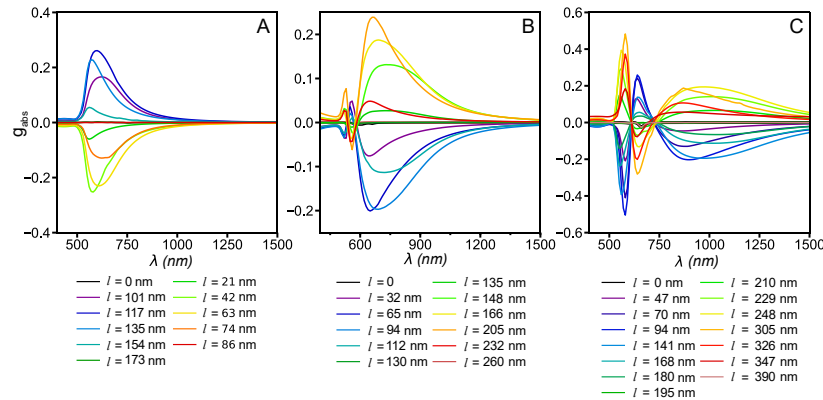 A
B
C
0.4
0.2
0.0
−0.2
−0.4
0.2
0.1
0.0
−0.1
−0.2
0.6
0.4
0.2
0.0
−0.2
−0.4
−0.6
g_abs
500 750 1000 1250 1500
600 900 1200 1500
500 750 1000 1250 1500
λ (nm)
λ (nm)
λ (nm)
l = 0 nm
l = 101 nm
l = 117 nm
l = 135 nm
l = 154 nm
l = 173 nm
l = 21 nm
l = 42 nm
l = 63 nm
l = 74 nm
l = 86 nm
l = 0
l = 32 nm
l = 65 nm
l = 94 nm
l = 112 nm
l = 130 nm
l = 135 nm
l = 148 nm
l = 166 nm
l = 205 nm
l = 232 nm
l = 260 nm
l = 0 nm
l = 47 nm
l = 70 nm
l = 94 nm
l = 141 nm
l = 168 nm
l = 180 nm
l = 195 nm
l = 210 nm
l = 229 nm
l = 248 nm
l = 305 nm
l = 326 nm
l = 347 nm
l = 390 nm